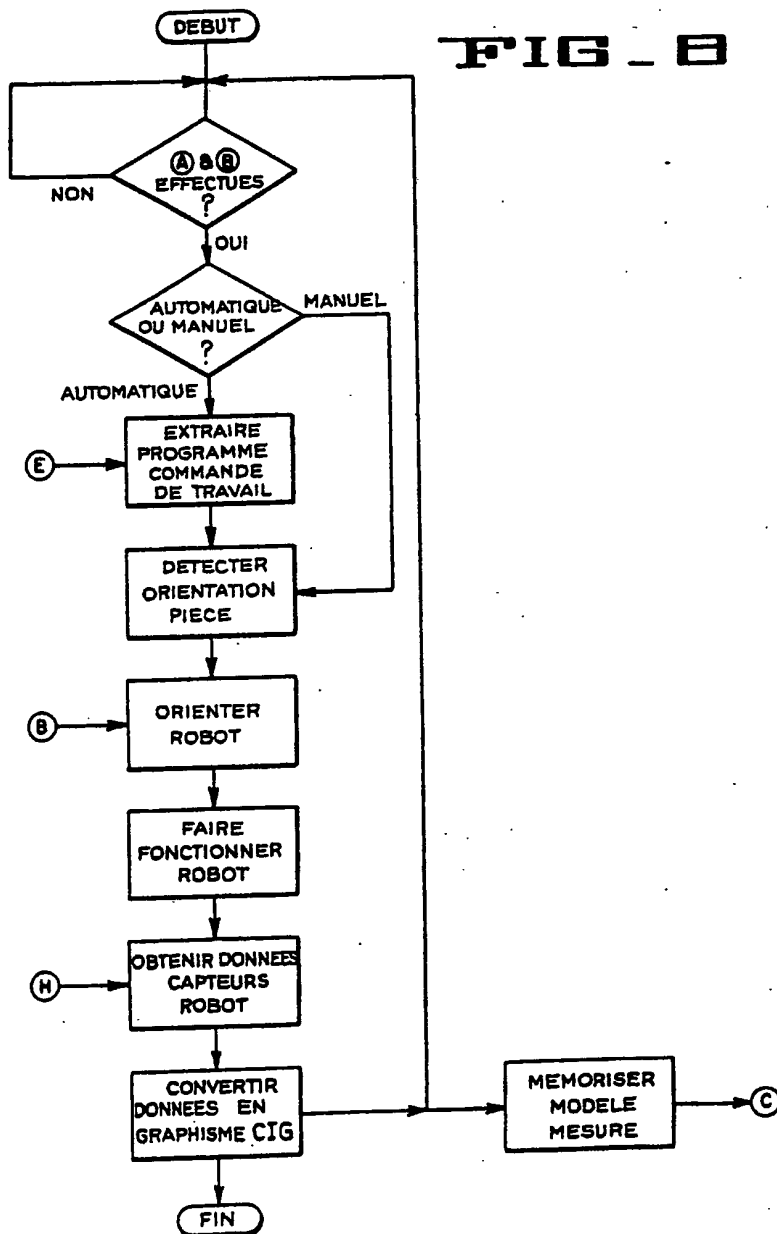 DEBUT
FIG_8
A & B
EFFECTUES
?
NON
OUI
AUTOMATIQUE
OU MANUEL
?
MANUEL
AUTOMATIQUE
EXTRAIRE
PROGRAMME
COMMANDE
DE TRAVAIL
E
DETECTER
ORIENTATION
PIECE
B
ORIENTER
ROBOT
FAIRE
FONCTIONNER
ROBOT
H
OBTENIR DONNEES
CAPTEURS
ROBOT
CONVERTIR
DONNEES EN
GRAPHISME CIG
MEMORISER
MODELE
MESURE
C
FIN